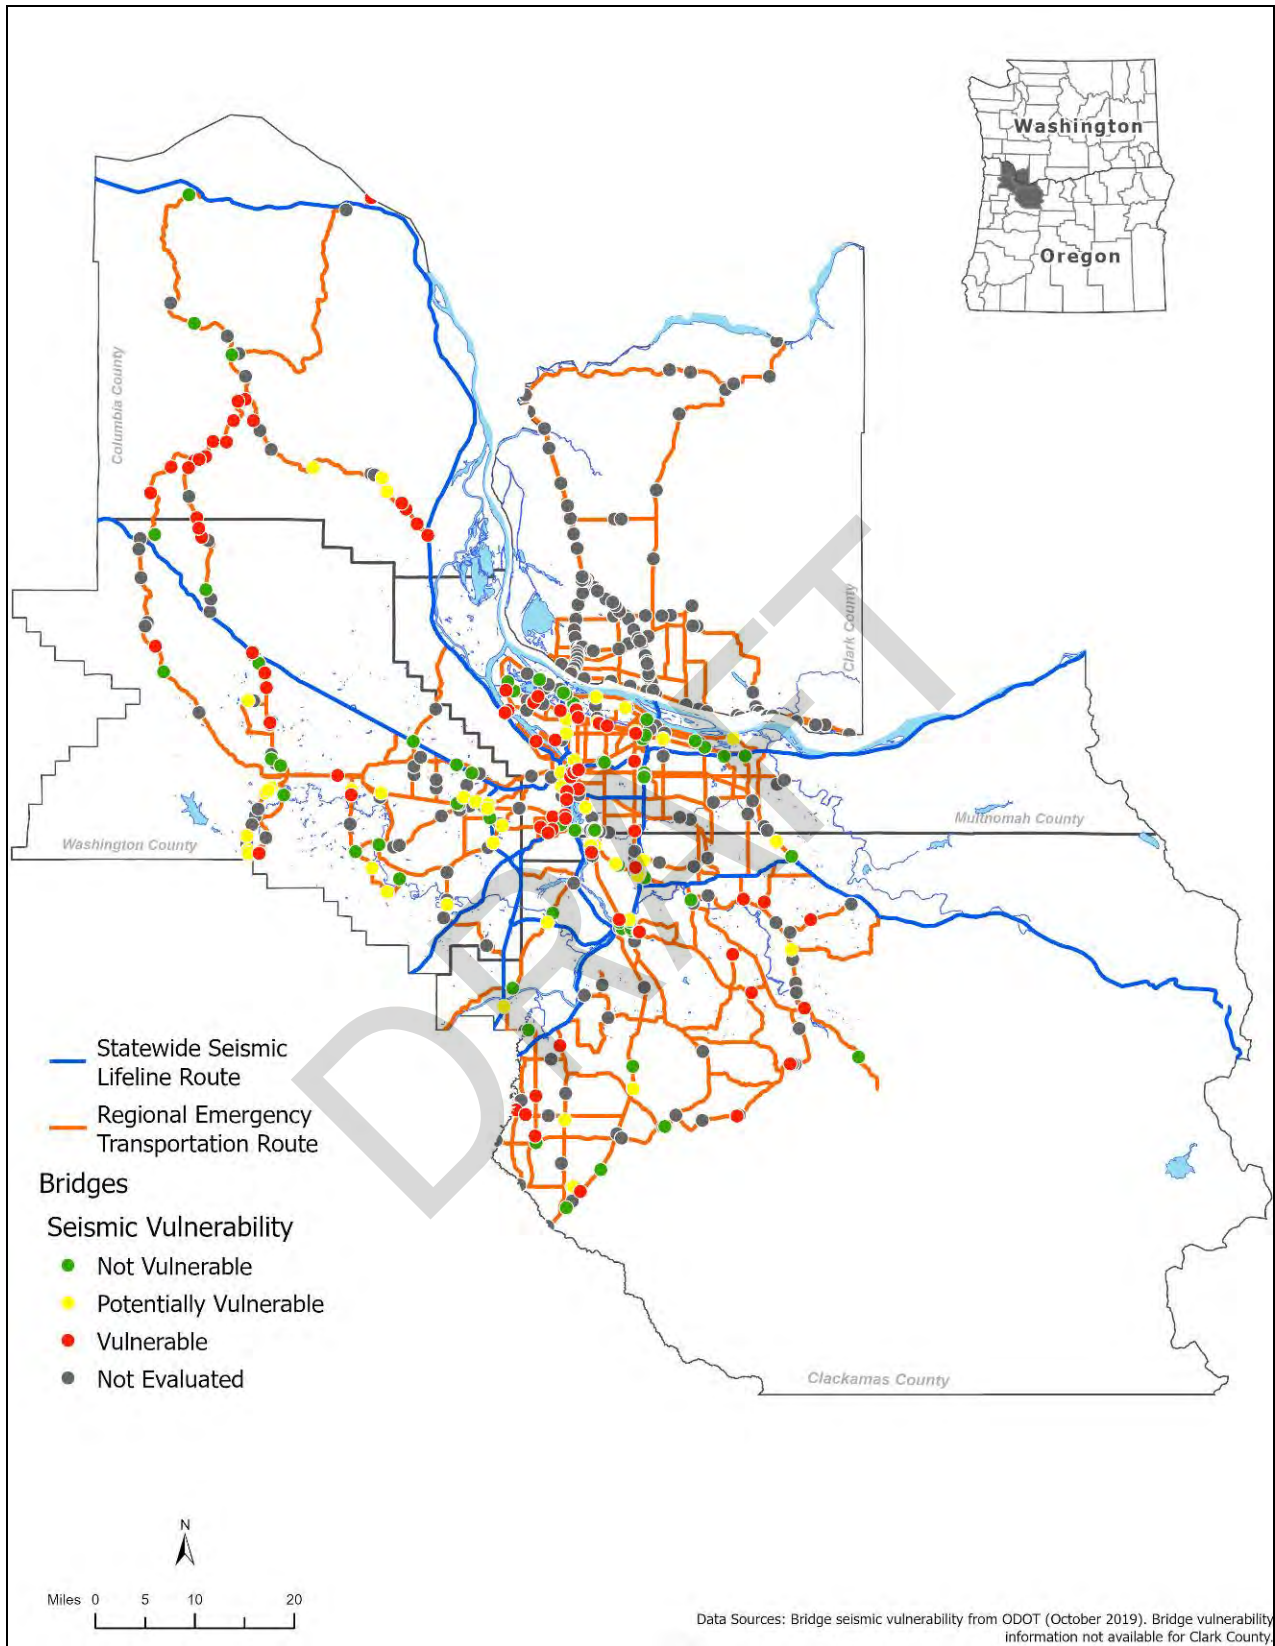 Washington
Oregon
Columbia County
Clark County
Multnomah County
Washington County
DRAFT
Statewide Seismic
Lifeline Route
Regional Emergency
Transportation Route
Bridges
Seismic Vulnerability
Not Vulnerable
Potentially Vulnerable
Vulnerable
Not Evaluated
Clackamas County
N
Miles 0 5 10 20
Data Sources: Bridge seismic vulnerability from ODOT (October 2019). Bridge vulnerability
information not available for Clark County.